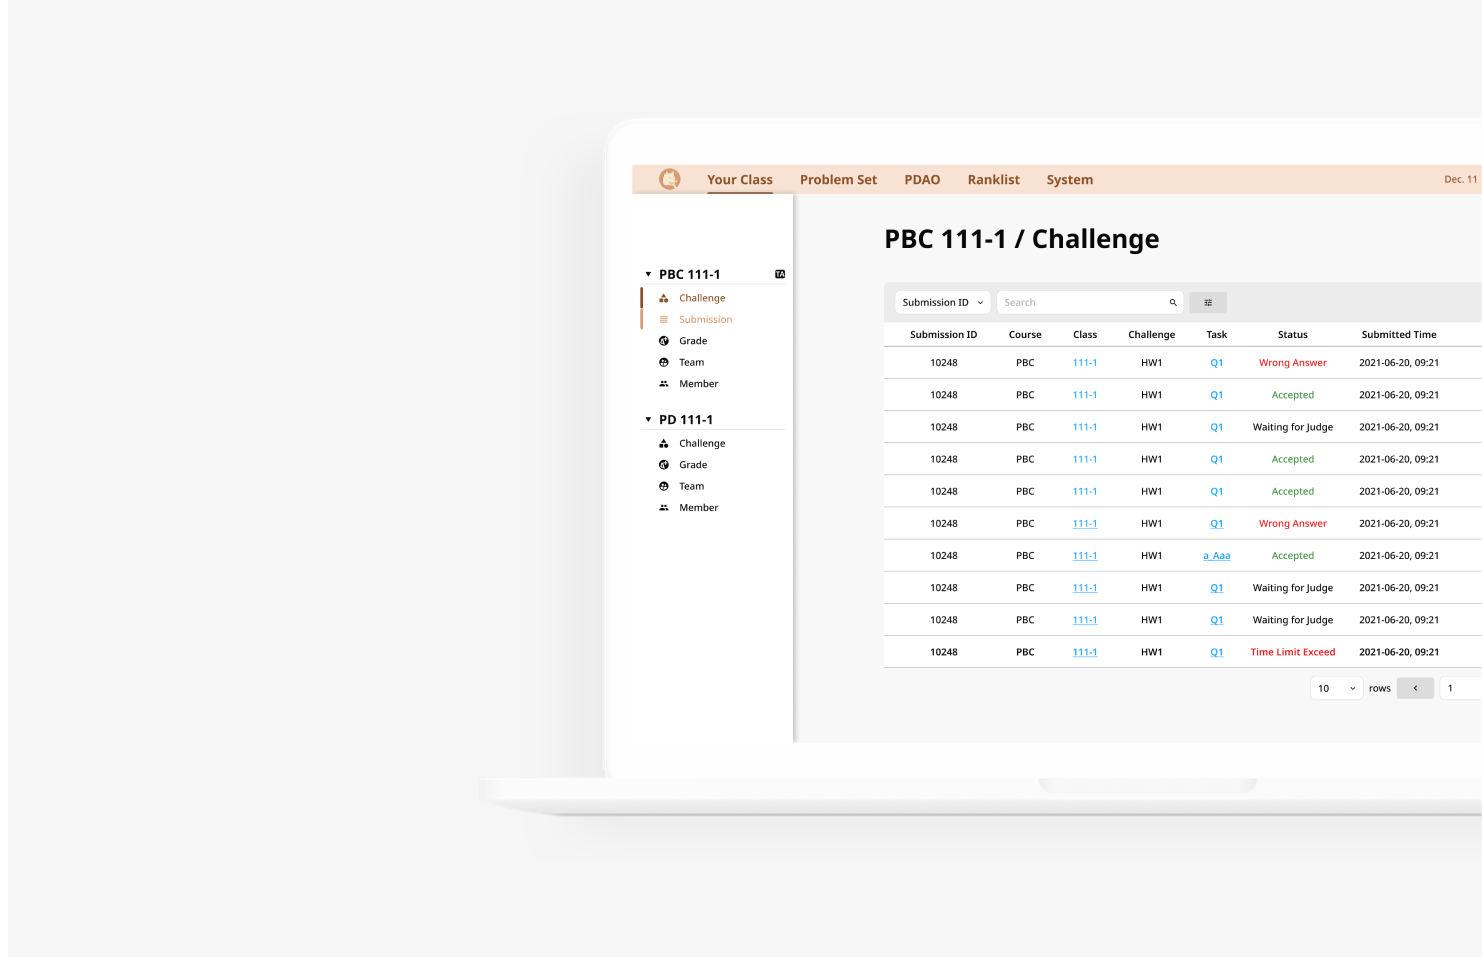 Your Class Problem Set PDAO Ranklist System Dec. 11
PBC 111-1 / Challenge
PBC 111-1 TA
Challenge
Submission
Grade
Team
Member
PD 111-1
Challenge
Grade
Team
Member
Submission ID Search
Submission ID Course Class Challenge Task Status Submitted Time
10248 PBC 111-1 HW1 Q1 Wrong Answer 2021-06-20, 09:21
10248 PBC 111-1 HW1 Q1 Accepted 2021-06-20, 09:21
10248 PBC 111-1 HW1 Q1 Waiting for Judge 2021-06-20, 09:21
10248 PBC 111-1 HW1 Q1 Accepted 2021-06-20, 09:21
10248 PBC 111-1 HW1 Q1 Accepted 2021-06-20, 09:21
10248 PBC 111-1 HW1 Q1 Wrong Answer 2021-06-20, 09:21
10248 PBC 111-1 HW1 a_Aaa Accepted 2021-06-20, 09:21
10248 PBC 111-1 HW1 Q1 Waiting for Judge 2021-06-20, 09:21
10248 PBC 111-1 HW1 Q1 Waiting for Judge 2021-06-20, 09:21
10248 PBC 111-1 HW1 Q1 Time Limit Exceed 2021-06-20, 09:21
10 rows 1